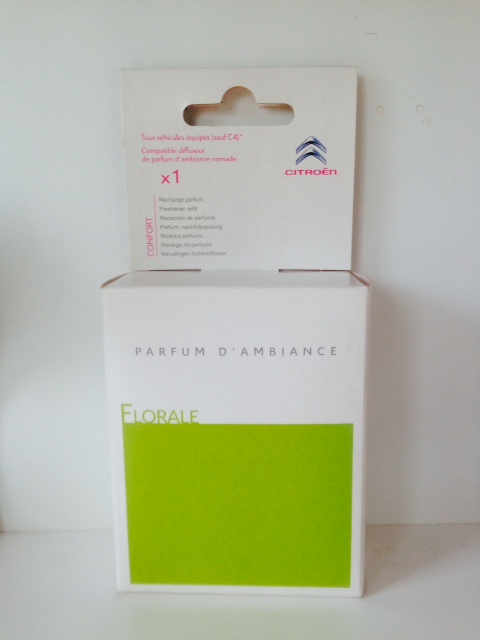 Tous véhicules équipés (sauf C4)*
Compatible diffuseur
de parfum d'ambiance nomade
x1
CITROËN
CONFORT
Recharge parfum
Freshener refill
Recambio de perfume
Parfüm-nachfüllpackung
Ricarica profumo
Recarga de perfume
Navullingen luchtverfrisser
PARFUM D'AMBIANCE
FLORALE